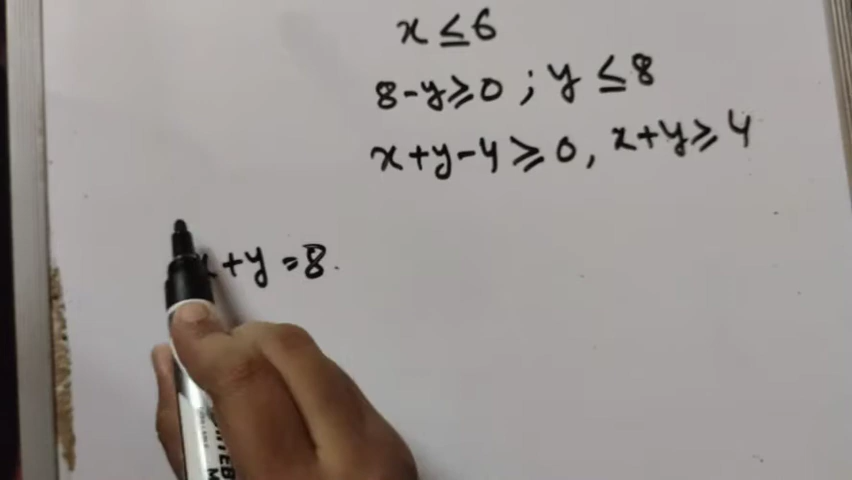 x ≤ 6
8-y ≥ 0 ; y ≤ 8
x+y-4 ≥ 0, x+y ≥ 4
x+y = 8.